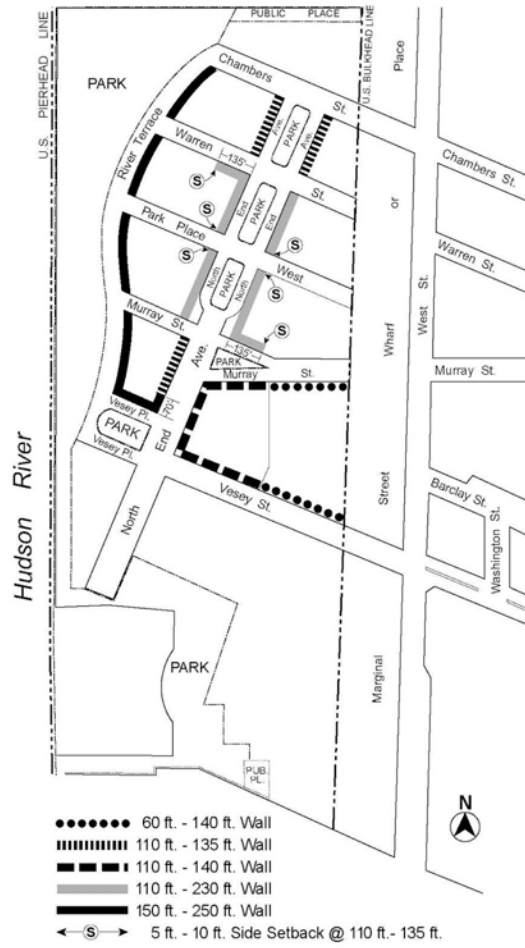 PUBLIC PLACE
U.S. PIERHEAD LINE
U.S. BULKHEAD LINE
Place
PARK
Chambers
St.
Ave.
PARK
Ave.
Chambers St.
River Terrace
Warren
135'
S
St.
or
End
PARK
End
S
Warren St.
Park Place
S
S
West
North
PARK
North
S
West St.
Wharf
Murray St.
S
Ave.
135'
PARK
Murray St.
Murray St.
70'
Vesey Pl.
PARK
Vesey Pl.
End
Hudson River
North
Vesey St.
Street
Barclay St.
Washington St.
PARK
Marginal
PUB.
PL.
N
60 ft. - 140 ft. Wall
110 ft. - 135 ft. Wall
110 ft. - 140 ft. Wall
110 ft. - 230 ft. Wall
150 ft. - 250 ft. Wall
S 5 ft. - 10 ft. Side Setback @ 110 ft.- 135 ft.